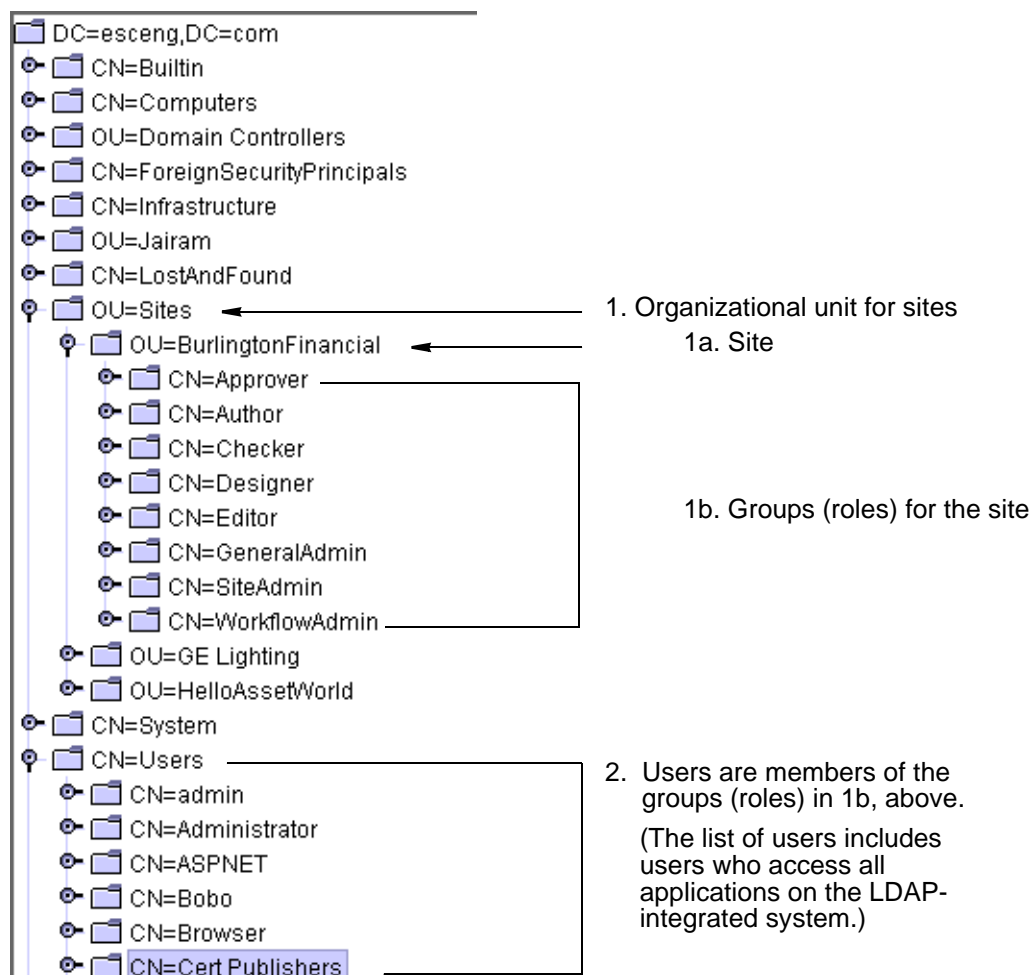 DC=esceng,DC=com
CN=Builtin
CN=Computers
OU=Domain Controllers
CN=ForeignSecurityPrincipals
CN=Infrastructure
OU=Jairam
CN=LostAndFound
OU=Sites
1. Organizational unit for sites
OU=BurlingtonFinancial
1a. Site
CN=Approver
CN=Author
CN=Checker
CN=Designer
CN=Editor
1b. Groups (roles) for the site
CN=GeneralAdmin
CN=SiteAdmin
CN=WorkflowAdmin
OU=GE Lighting
OU=HelloAssetWorld
CN=System
CN=Users
CN=admin
CN=Administrator
CN=ASPNET
CN=Bobo
CN=Browser
CN=Cert Publishers
2. Users are members of the
groups (roles) in 1b, above.
(The list of users includes
users who access all
applications on the LDAP-
integrated system.)